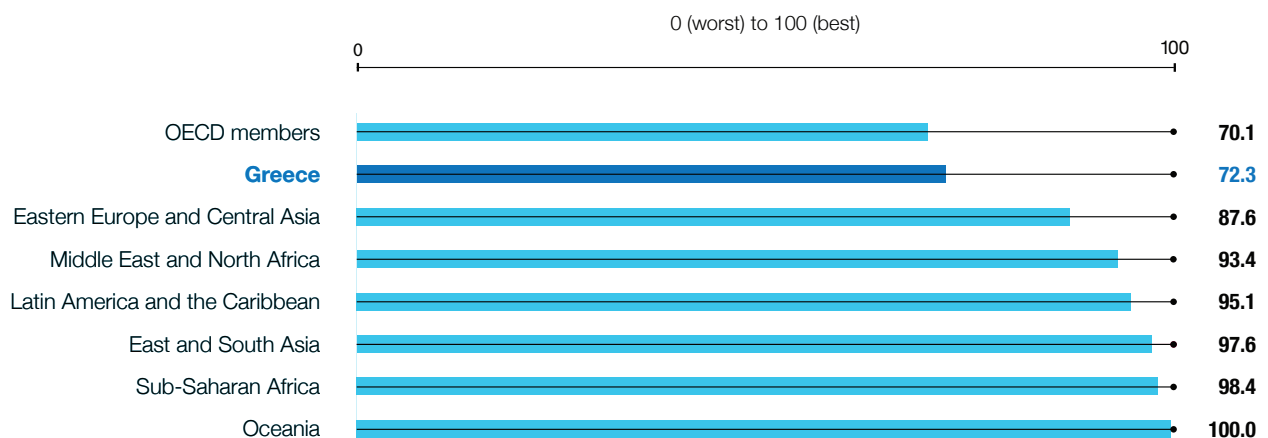 0 (worst) to 100 (best)
0 100
OECD members 70.1
Greece 72.3
Eastern Europe and Central Asia 87.6
Middle East and North Africa 93.4
Latin America and the Caribbean 95.1
East and South Asia 97.6
Sub-Saharan Africa 98.4
Oceania 100.0